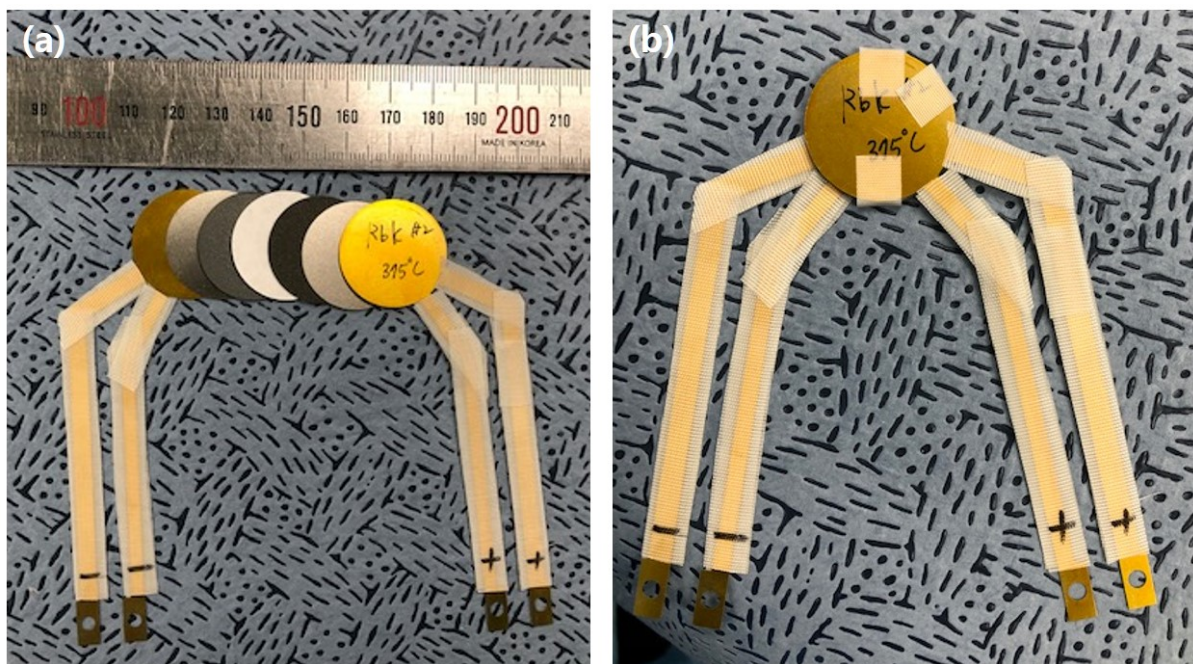 (a)
90 100 110 120 130 140 150 160 170 180 190 200 210
STAINLESS STEEL
MADE IN KOREA
RbK #2
315°C
–
–
+
+
(b)
RbK #2
315°C
–
–
+
+